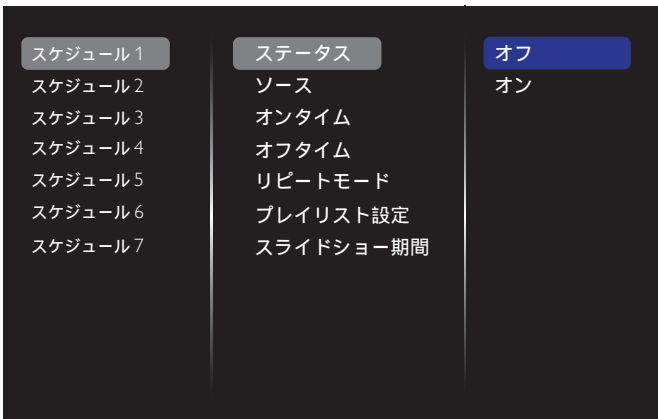 スケジュール 1
スケジュール 2
スケジュール 3
スケジュール 4
スケジュール 5
スケジュール 6
スケジュール 7
ステータス
ソース
オンタイム
オフタイム
リピートモード
プレイリスト設定
スライドショー期間
オフ
オン